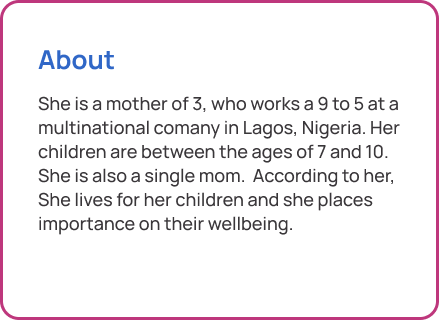 About
She is a mother of 3, who works a 9 to 5 at a
multinational comany in Lagos, Nigeria. Her
children are between the ages of 7 and 10.
She is also a single mom.  According to her,
She lives for her children and she places
importance on their wellbeing.